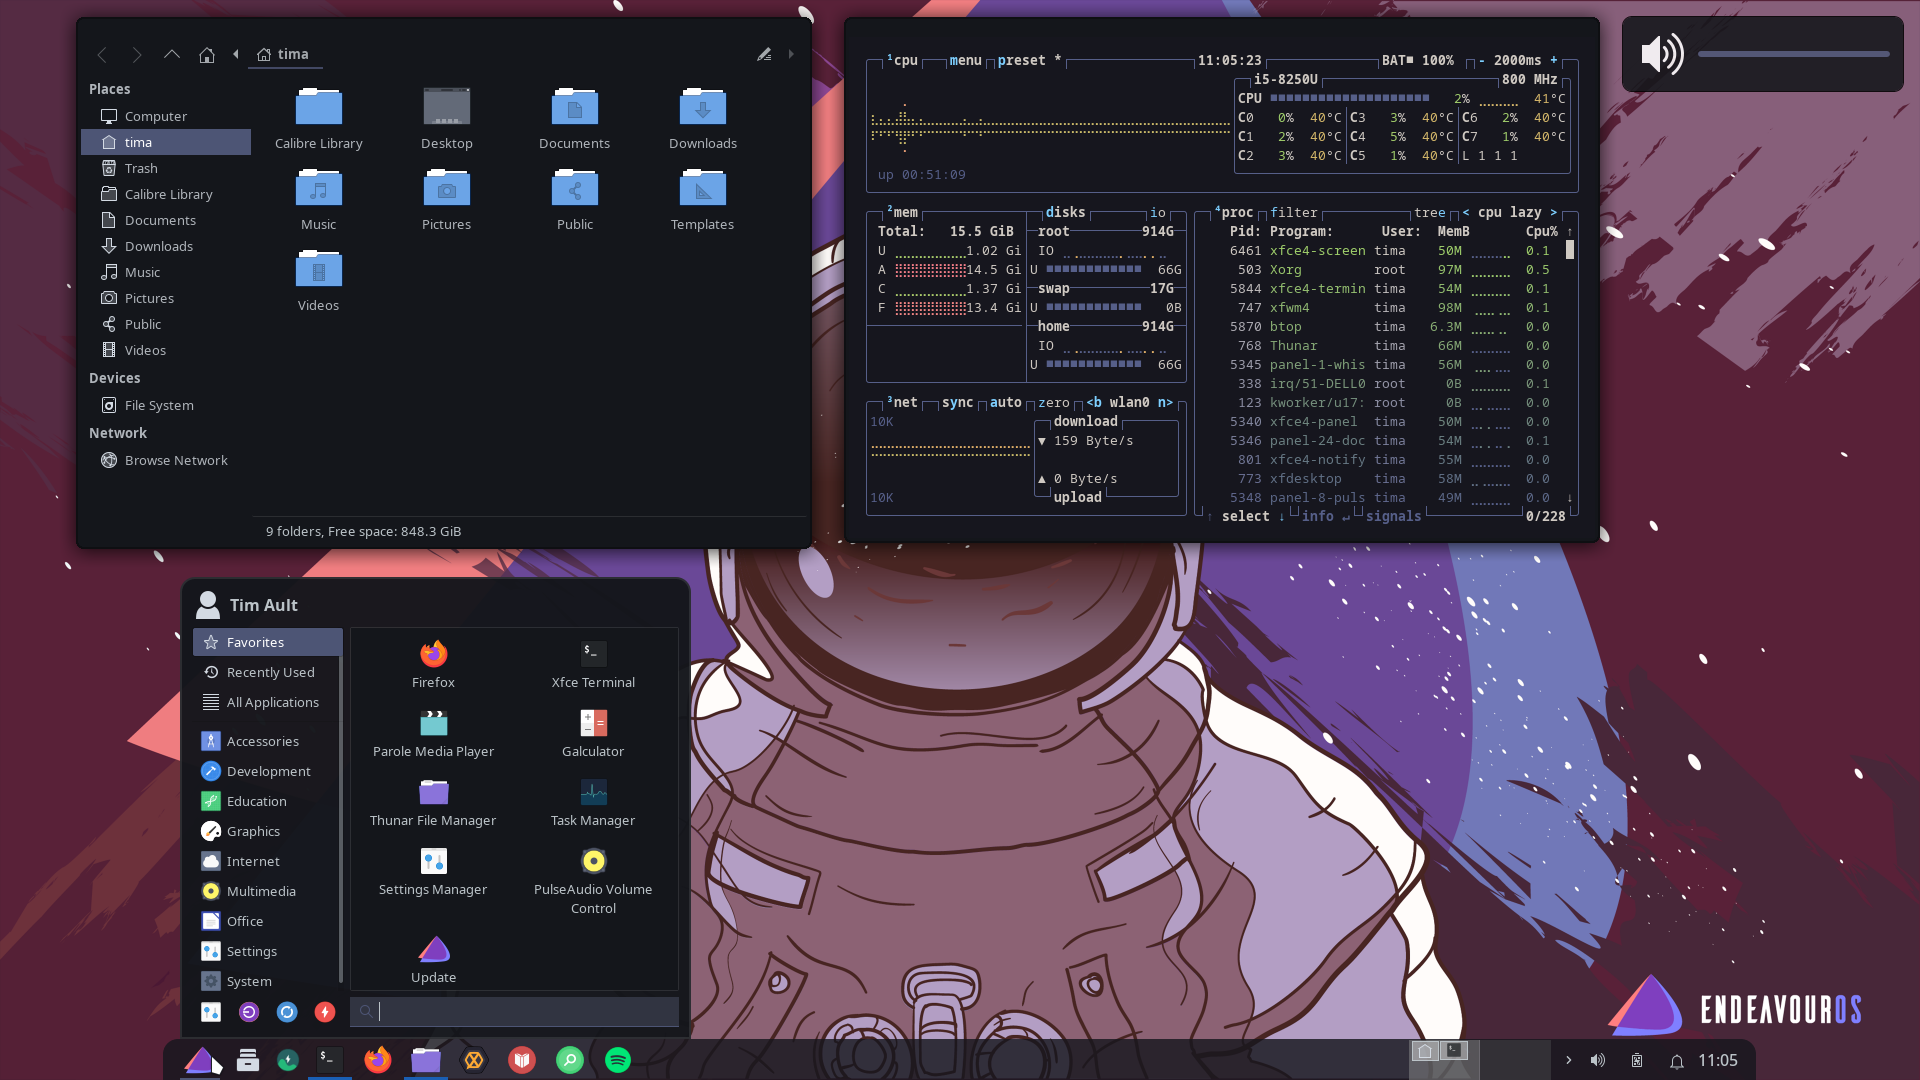 tima
Places
Computer
tima
Trash
Calibre Library
Documents
Downloads
Music
Pictures
Public
Videos
Devices
File System
Network
Browse Network
Calibre Library
Desktop
Documents
Downloads
Music
Pictures
Public
Templates
Videos
9 folders, Free space: 848.3 GiB
¹cpu menu preset * 11:05:23 BAT■ 100% - 2000ms +
i5-8250U 800 MHz
CPU 2% 41°C
C0 0% 40°C C3 3% 40°C C6 2% 40°C
C1 2% 40°C C4 5% 40°C C7 1% 40°C
C2 3% 40°C C5 1% 40°C L 1 1 1
up 00:51:09
²mem disks io
Total: 15.5 GiB
U 1.02 Gi
A 14.5 Gi
C 1.37 Gi
F 13.4 Gi
root 914G
IO
U 66G
swap 17G
U 0B
home 914G
IO
U 66G
³net sync auto zero <b wlan0 n>
10K
download
▼ 159 Byte/s
▲ 0 Byte/s
10K
upload
⁴proc filter tree < cpu lazy >
Pid: Program: User: MemB Cpu% ↑
6461 xfce4-screen tima 50M 0.1
503 Xorg root 97M 0.5
5844 xfce4-termin tima 54M 0.1
747 xfwm4 tima 98M 0.1
5870 btop tima 6.3M 0.0
768 Thunar tima 66M 0.0
5345 panel-1-whis tima 56M 0.0
338 irq/51-DELL0 root 0B 0.1
123 kworker/u17: root 0B 0.0
5340 xfce4-panel tima 50M 0.0
5346 panel-24-doc tima 54M 0.1
801 xfce4-notify tima 55M 0.0
773 xfdesktop tima 58M 0.0
5348 panel-8-puls tima 49M 0.0 ↓
↑ select ↓ info ↵ signals 0/228
Tim Ault
Favorites
Recently Used
All Applications
Accessories
Development
Education
Graphics
Internet
Multimedia
Office
Settings
System
Firefox
Xfce Terminal
Parole Media Player
Galculator
Thunar File Manager
Task Manager
Settings Manager
PulseAudio Volume
Control
Update
ENDEAVOUROS
11:05